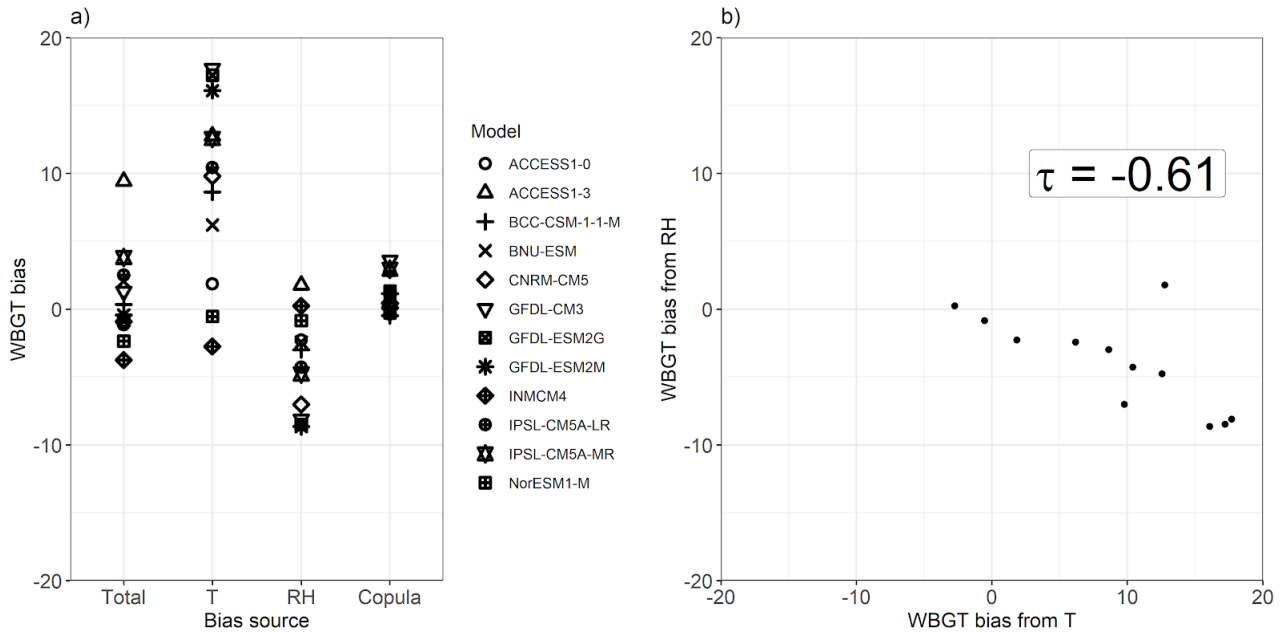 a)
20
10
0
-10
-20
WBGT bias
Total T RH Copula
Bias source
Model
ACCESS1-0
ACCESS1-3
BCC-CSM-1-1-M
BNU-ESM
CNRM-CM5
GFDL-CM3
GFDL-ESM2G
GFDL-ESM2M
INMCM4
IPSL-CM5A-LR
IPSL-CM5A-MR
NorESM1-M
b)
20
10
0
-10
-20
WBGT bias from RH
τ = -0.61
-20 -10 0 10 20
WBGT bias from T